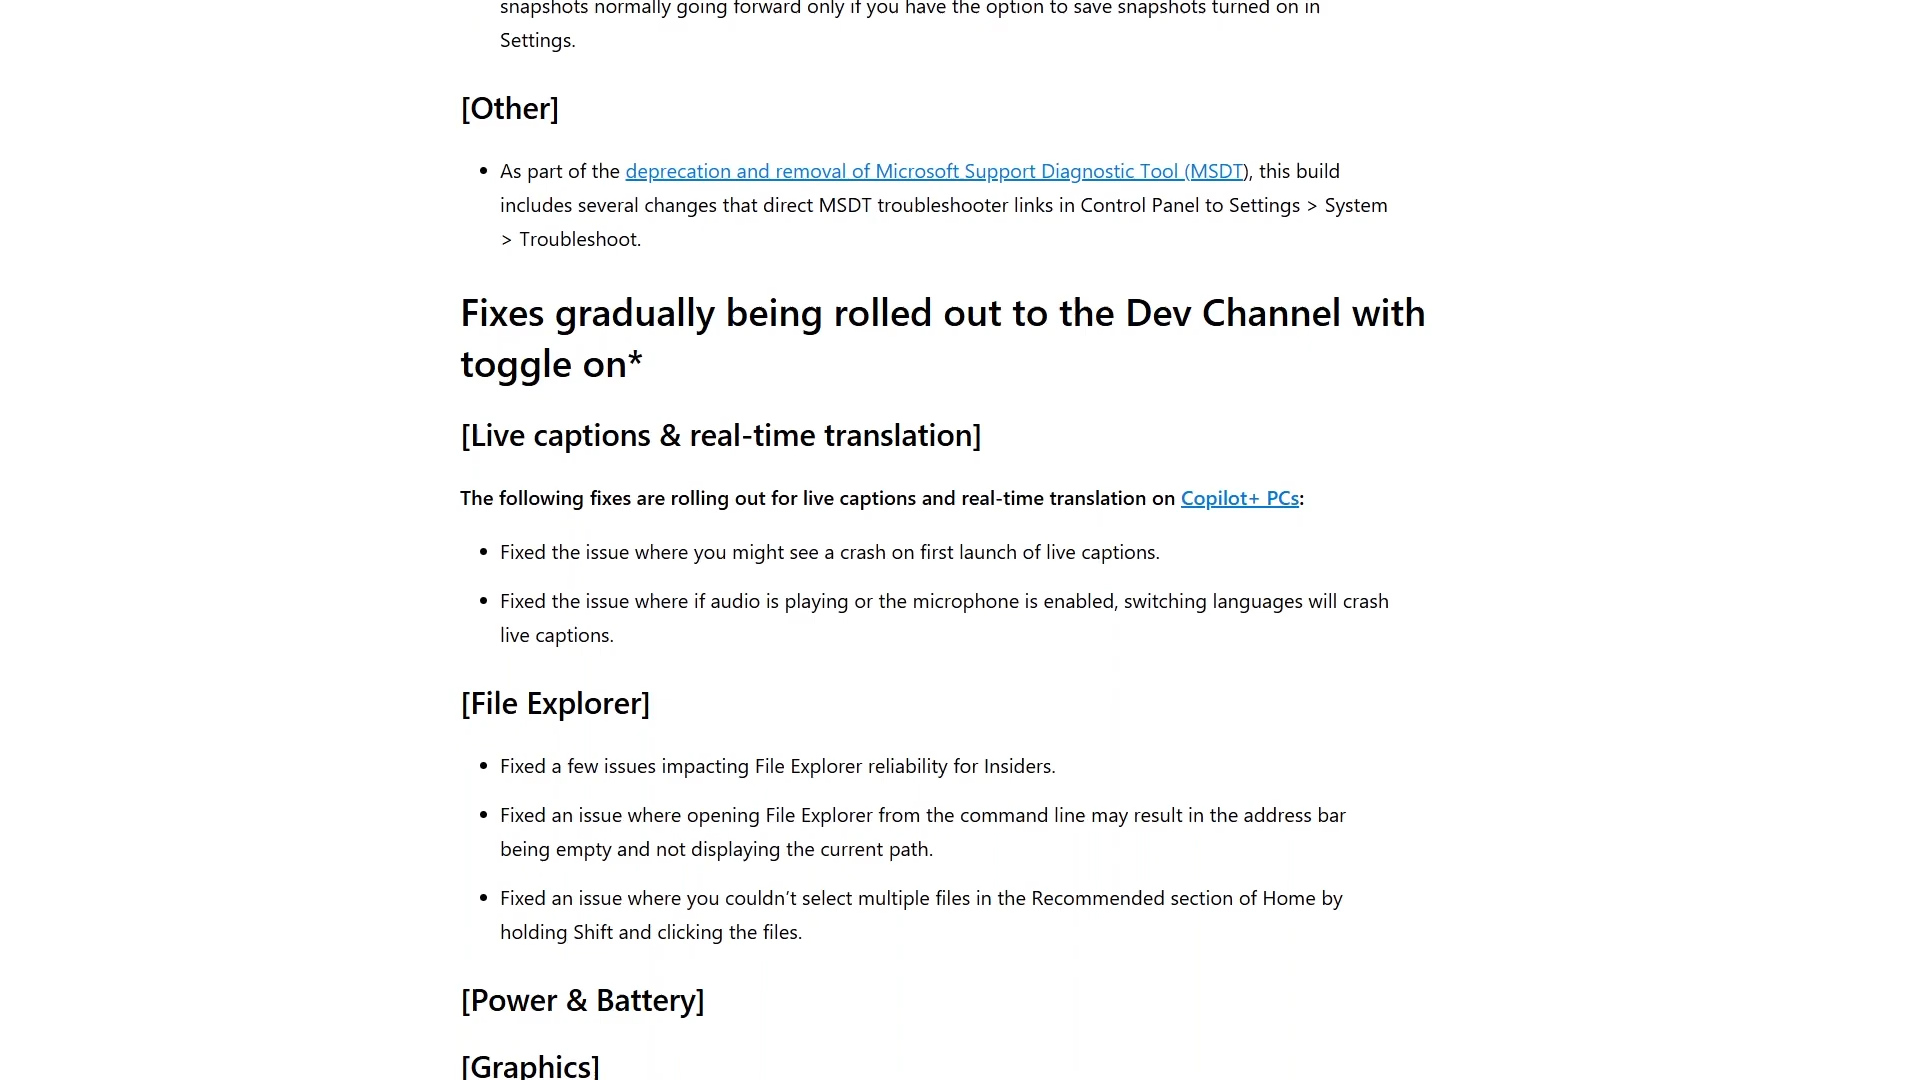 snapshots normally going forward only if you have the option to save snapshots turned on in
Settings.
[Other]
As part of the deprecation and removal of Microsoft Support Diagnostic Tool (MSDT), this build
includes several changes that direct MSDT troubleshooter links in Control Panel to Settings > System
> Troubleshoot.
Fixes gradually being rolled out to the Dev Channel with
toggle on*
[Live captions & real-time translation]
The following fixes are rolling out for live captions and real-time translation on Copilot+ PCs:
Fixed the issue where you might see a crash on first launch of live captions.
Fixed the issue where if audio is playing or the microphone is enabled, switching languages will crash
live captions.
[File Explorer]
Fixed a few issues impacting File Explorer reliability for Insiders.
Fixed an issue where opening File Explorer from the command line may result in the address bar
being empty and not displaying the current path.
Fixed an issue where you couldn’t select multiple files in the Recommended section of Home by
holding Shift and clicking the files.
[Power & Battery]
[Graphics]